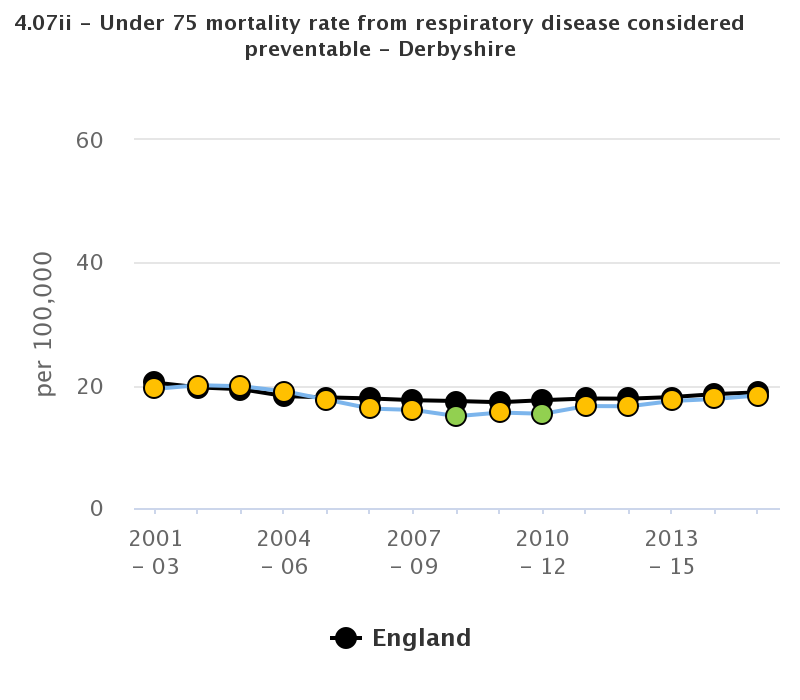 4.07ii – Under 75 mortality rate from respiratory disease considered
preventable – Derbyshire
60
40
20
0
per 100,000
2001 2004 2007 2010 2013
– 03 – 06 – 09 – 12 – 15
England